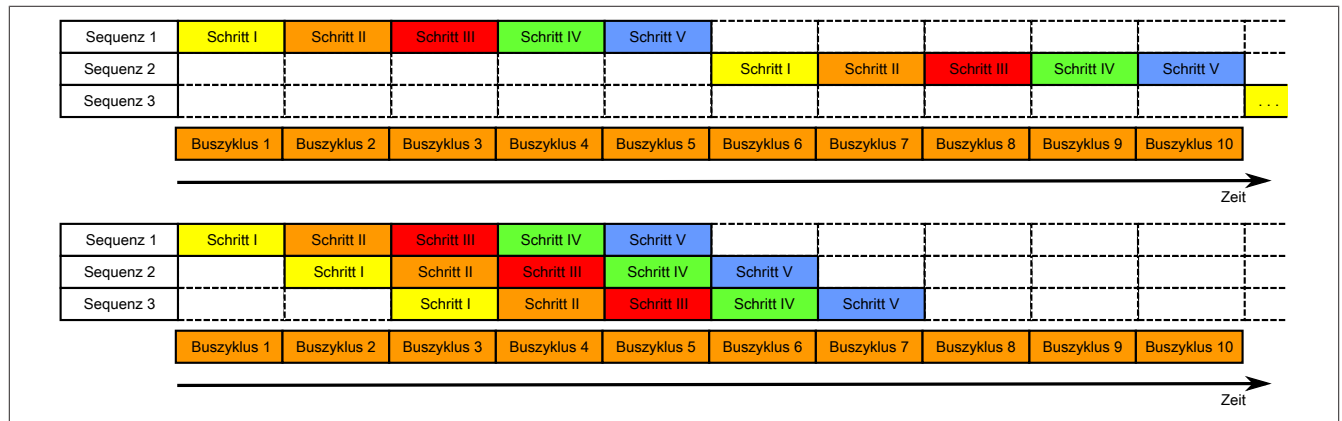 Sequenz 1 Schritt I Schritt II Schritt III Schritt IV Schritt V
Sequenz 2 Schritt I Schritt II Schritt III Schritt IV Schritt V
Sequenz 3 . . .
Buszyklus 1 Buszyklus 2 Buszyklus 3 Buszyklus 4 Buszyklus 5 Buszyklus 6 Buszyklus 7 Buszyklus 8 Buszyklus 9 Buszyklus 10
Zeit
Sequenz 1 Schritt I Schritt II Schritt III Schritt IV Schritt V
Sequenz 2 Schritt I Schritt II Schritt III Schritt IV Schritt V
Sequenz 3 Schritt I Schritt II Schritt III Schritt IV Schritt V
Buszyklus 1 Buszyklus 2 Buszyklus 3 Buszyklus 4 Buszyklus 5 Buszyklus 6 Buszyklus 7 Buszyklus 8 Buszyklus 9 Buszyklus 10
Zeit